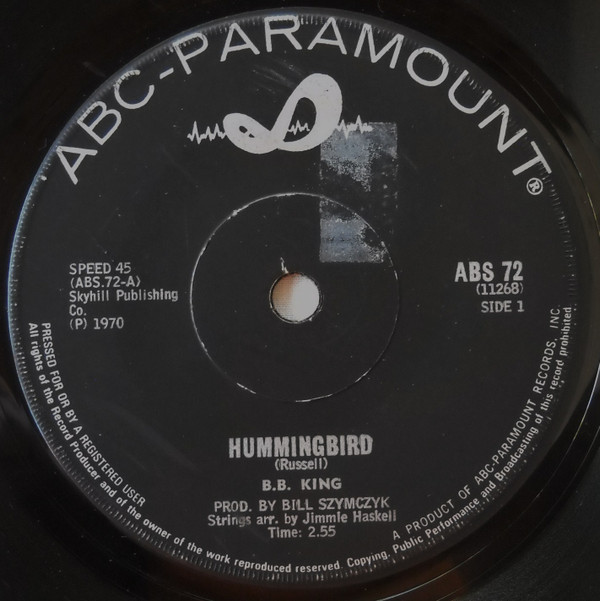 ABC-PARAMOUNT®
SPEED 45
(ABS.72-A)
Skyhill Publishing
Co.
(P) 1970
ABS 72
(11268)
SIDE 1
HUMMINGBIRD
(Russell)
B.B. KING
PROD. BY BILL SZYMCZYK
Strings arr. by Jimmie Haskell
Time: 2.55
PRESSED FOR OR BY A REGISTERED USER
A PRODUCT OF ABC-PARAMOUNT RECORDS, INC.
All rights of the Record Producer and of the owner of the work reproduced reserved. Copying, Public Performance and Broadcasting of this record prohibited